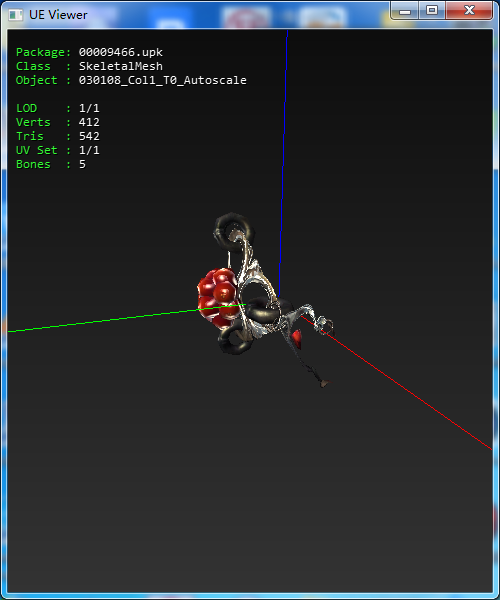 UE Viewer
Package: 00009466.upk
Class : SkeletalMesh
Object : 030108_Col1_T0_Autoscale
LOD : 1/1
Verts : 412
Tris : 542
UV Set : 1/1
Bones : 5